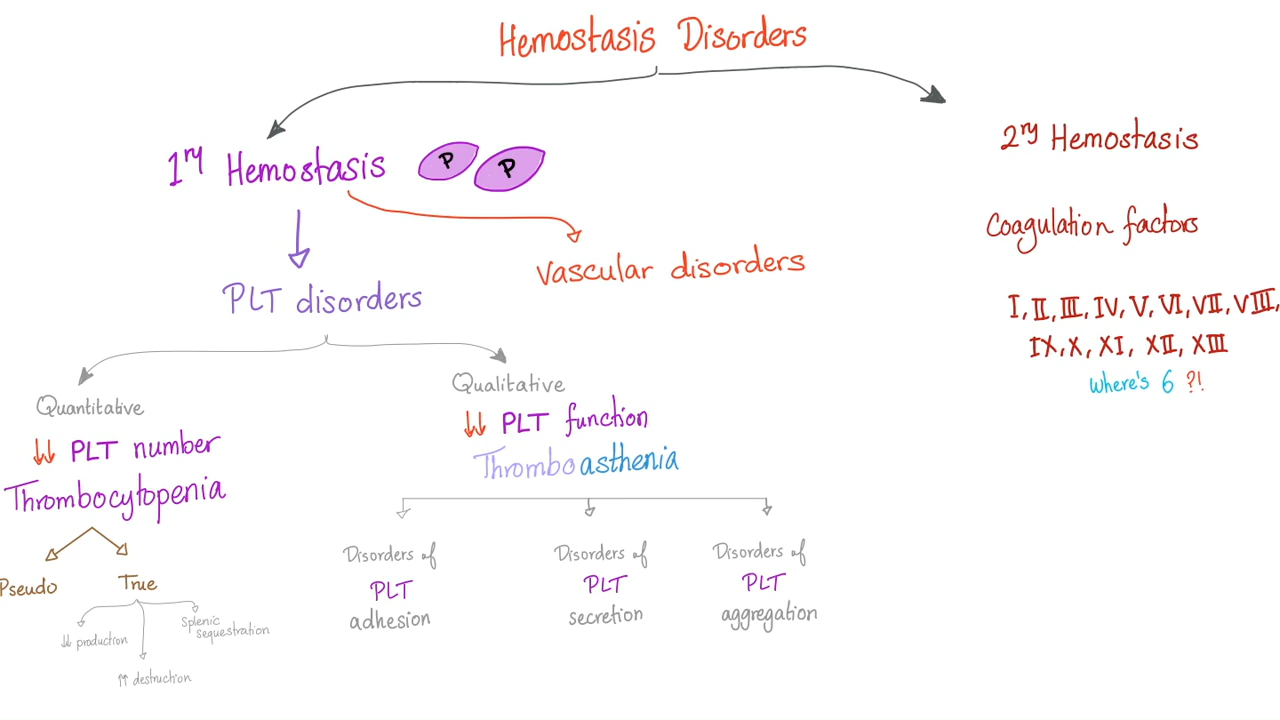 Hemostasis Disorders
1ry Hemostasis
P
P
2ry Hemostasis
Coagulation factors
I, II, III, IV, V, VI, VII, VIII,
IX, X, XI, XII, XIII
Where's 6 ?!
Vascular disorders
PLT disorders
Quantitative
↓↓ PLT number
Thrombocytopenia
Pseudo
True
↓↓ production
↑↑ destruction
Splenic
sequestration
Qualitative
↓↓ PLT function
Thromboasthenia
Disorders of
PLT
adhesion
Disorders of
PLT
secretion
Disorders of
PLT
aggregation